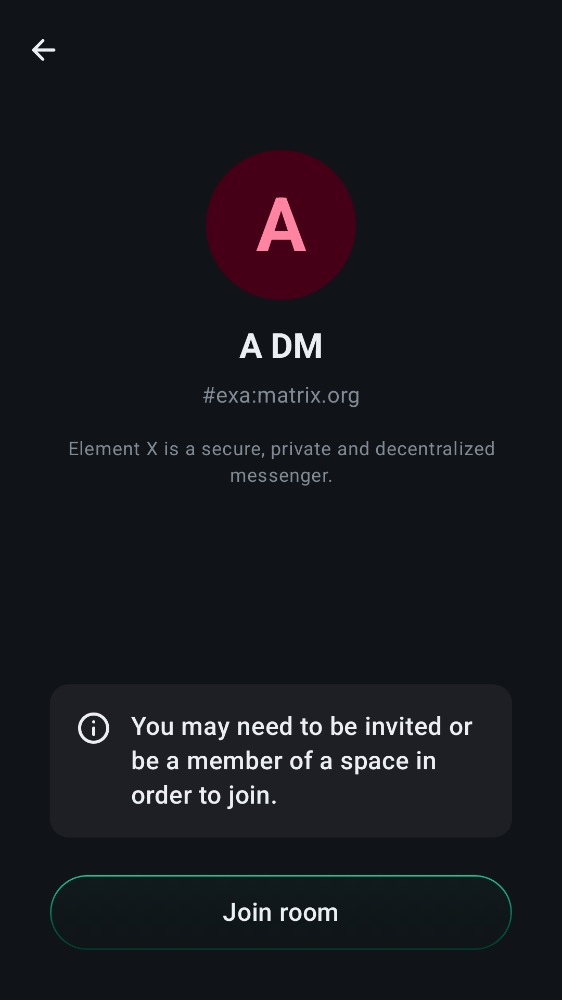 A
A DM
#exa:matrix.org
Element X is a secure, private and decentralized
messenger.
You may need to be invited or
be a member of a space in
order to join.
Join room